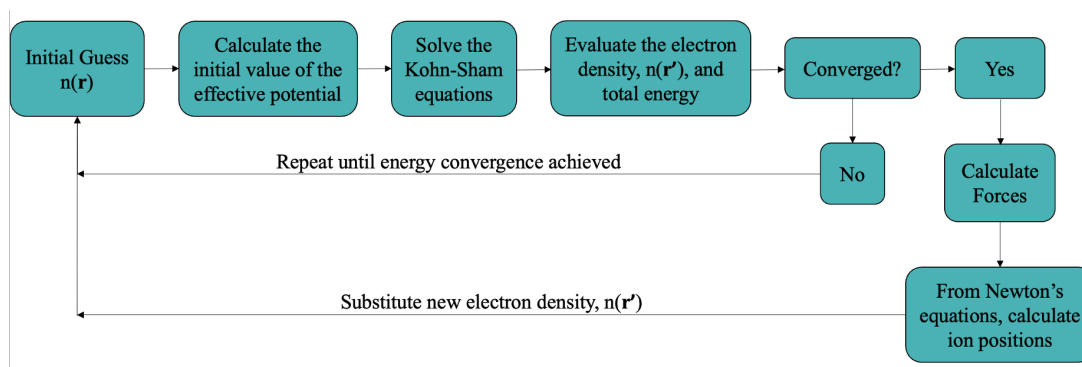 Initial Guess
n(r)
Calculate the
initial value of the
effective potential
Solve the
Kohn-Sham
equations
Evaluate the electron
density, n(r′), and
total energy
Converged?
Yes
Repeat until energy convergence achieved
No
Calculate
Forces
Substitute new electron density, n(r′)
From Newton’s
equations, calculate
ion positions